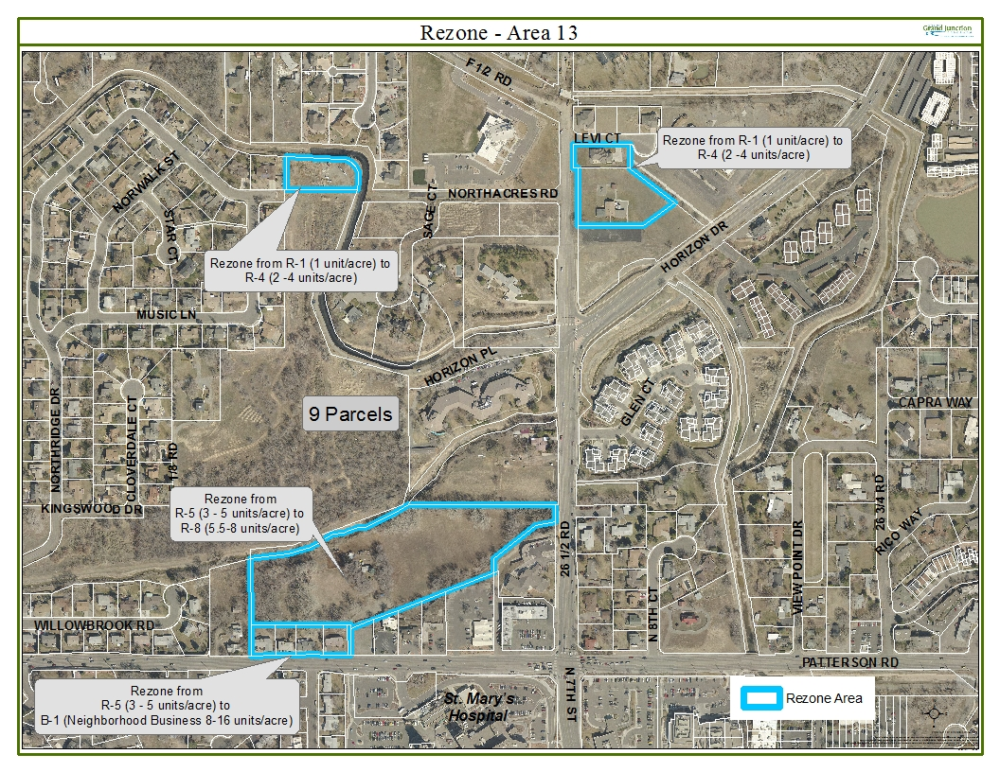 Rezone - Area 13
Grand Junction
F 1/2 RD
LEVI CT
Rezone from R-1 (1 unit/acre) to
R-4 (2 -4 units/acre)
NORWALK ST
STAR CT
SAGE CT
NORTHACRES RD
HORIZON DR
Rezone from R-1 (1 unit/acre) to
R-4 (2 -4 units/acre)
MUSIC LN
HORIZON PL
GLEN CT
9 Parcels
CAPRA WAY
NORTHRIDGE DR
CLOVERDALE CT
1/8 RD
KINGSWOOD DR
Rezone from
R-5 (3 - 5 units/acre) to
R-8 (5.5-8 units/acre)
26 1/2 RD
26 3/4 RD
RICO WAY
VIEW POINT DR
N 8TH CT
WILLOWBROOK RD
PATTERSON RD
N 7TH ST
Rezone from
R-5 (3 - 5 units/acre) to
B-1 (Neighborhood Business 8-16 units/acre)
St. Mary's
Hospital
Rezone Area